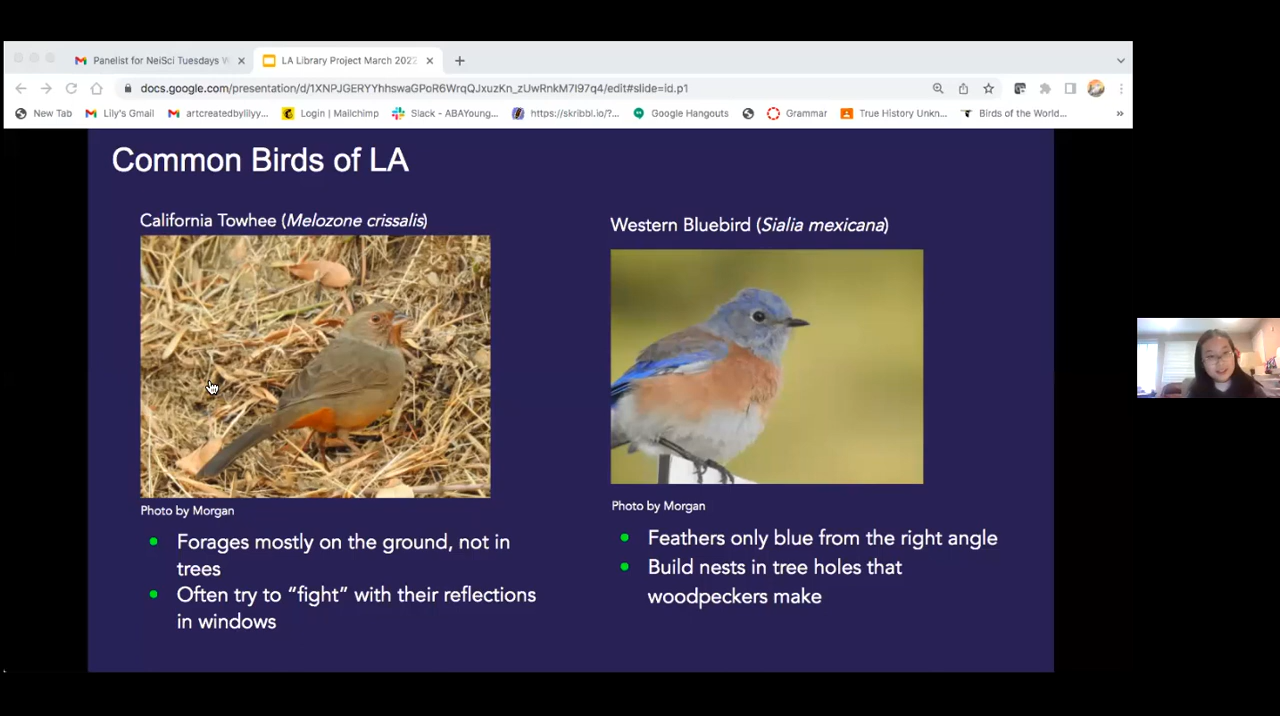 Panelist for NeiSci Tuesdays
LA Library Project March 202
docs.google.com/presentation/d/1XNPJGERYYhhswaGPoR6WrqQJxuzKn_zUwRnkM7I97q4/edit#slide=id.p1
New Tab
Lily's Gmail
artcreatedbylilyy...
Login | Mailchimp
Slack - ABAYoung...
https://skribbl.io/?...
Google Hangouts
Grammar
True History Unkn...
Birds of the World...
»
Common Birds of LA
California Towhee (Melozone crissalis)
Photo by Morgan
• Forages mostly on the ground, not in
trees
• Often try to “fight” with their reflections
in windows
Western Bluebird (Sialia mexicana)
Photo by Morgan
• Feathers only blue from the right angle
• Build nests in tree holes that
woodpeckers make